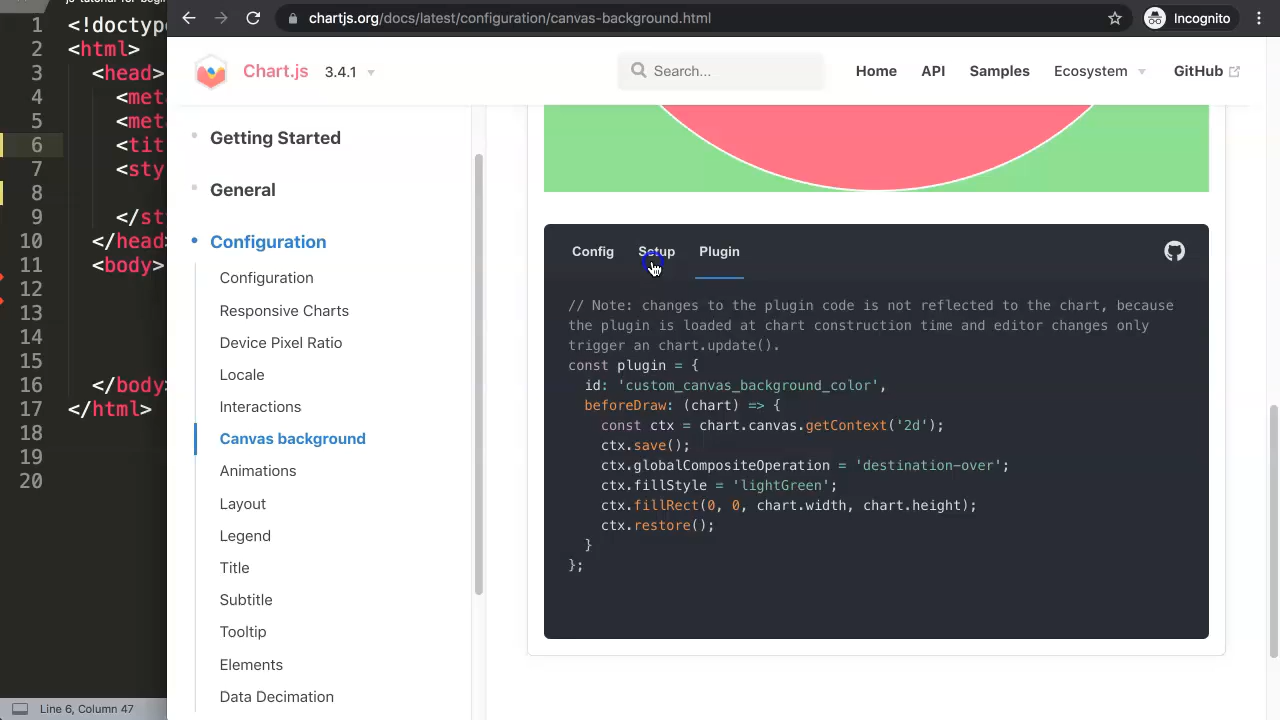 js-tutorial-for-begin
1 <!doctype
2 <html>
3 <head>
4 <met
5 <met
6 <tit
7 <sty
8
9 </st
10 </head
11 <body>
12
13
14
15
16 </body>
17 </html>
18
19
20
Line 6, Column 47
chartjs.org/docs/latest/configuration/canvas-background.html
Incognito
Chart.js 3.4.1
Search...
Home API Samples Ecosystem GitHub
Getting Started
General
Configuration
Configuration
Responsive Charts
Device Pixel Ratio
Locale
Interactions
Canvas background
Animations
Layout
Legend
Title
Subtitle
Tooltip
Elements
Data Decimation
Config Setup Plugin
// Note: changes to the plugin code is not reflected to the chart, because
the plugin is loaded at chart construction time and editor changes only
trigger an chart.update().
const plugin = {
id: 'custom_canvas_background_color',
beforeDraw: (chart) => {
const ctx = chart.canvas.getContext('2d');
ctx.save();
ctx.globalCompositeOperation = 'destination-over';
ctx.fillStyle = 'lightGreen';
ctx.fillRect(0, 0, chart.width, chart.height);
ctx.restore();
}
};